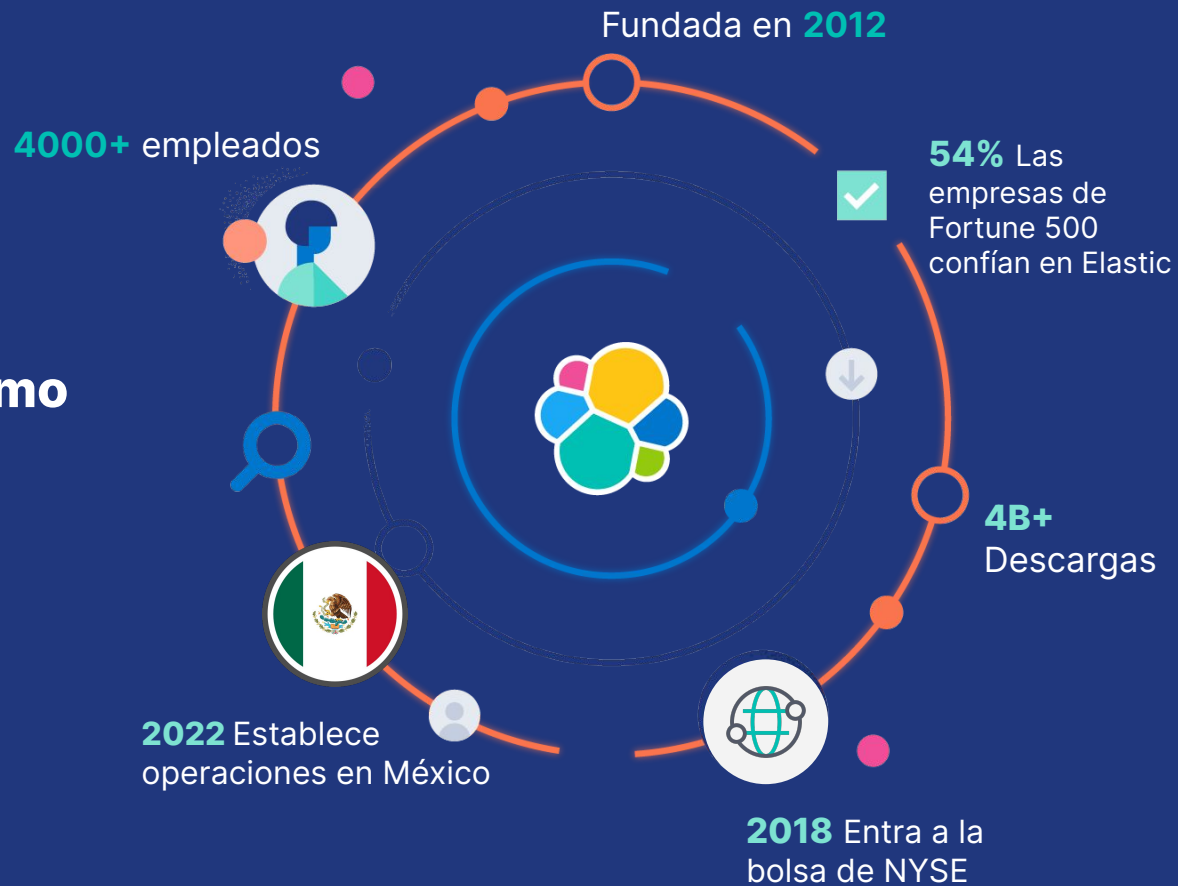 Fundada en 2012
4000+ empleados
54% Las
empresas de
Fortune 500
confían en Elastic
mo
4B+
Descargas
2022 Establece
operaciones en México
2018 Entra a la
bolsa de NYSE